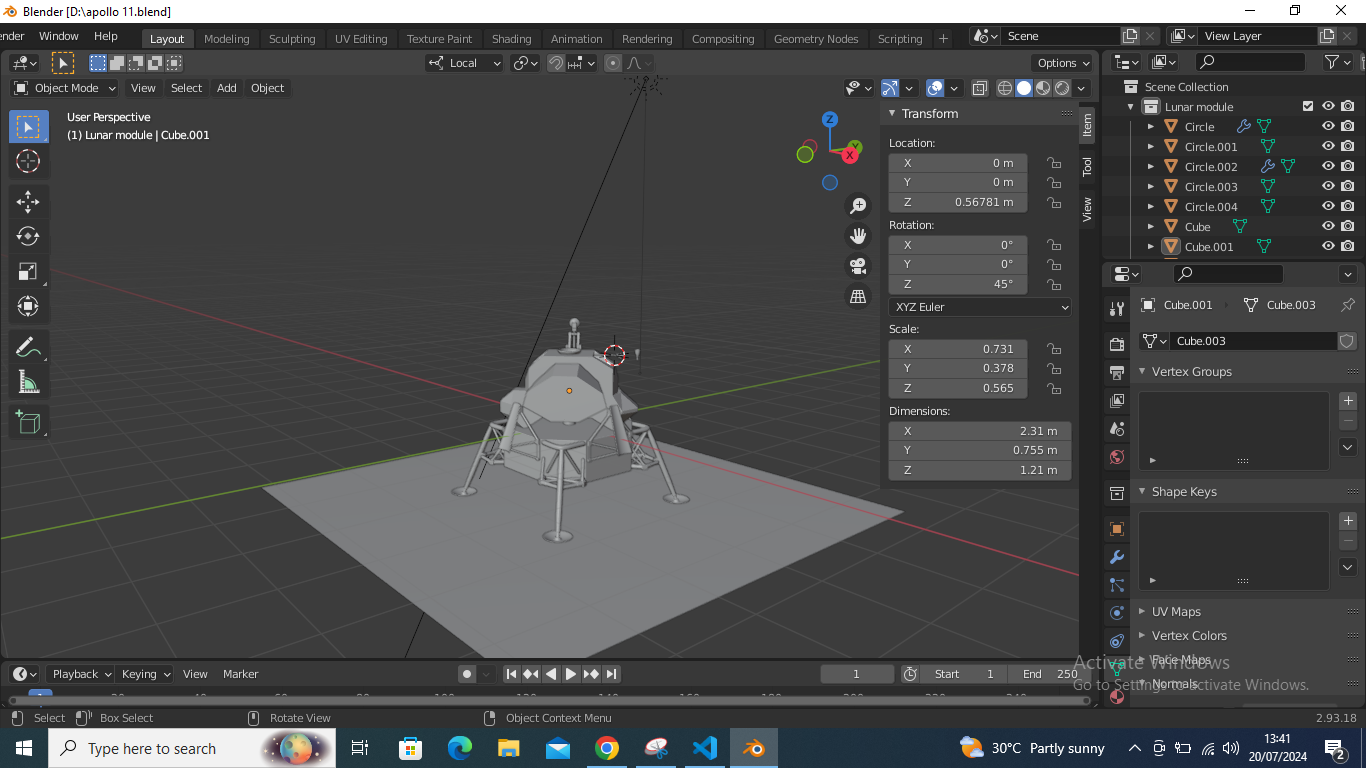 Blender [D:\apollo 11.blend]
ender Window Help Layout Modeling Sculpting UV Editing Texture Paint Shading Animation Rendering Compositing Geometry Nodes Scripting + Scene View Layer
Local Options
Object Mode View Select Add Object
User Perspective
(1) Lunar module | Cube.001
Z
Y
X
Transform
Location:
X 0 m
Y 0 m
Z 0.56781 m
Rotation:
X 0°
Y 0°
Z 45°
XYZ Euler
Scale:
X 0.731
Y 0.378
Z 0.565
Dimensions:
X 2.31 m
Y 0.755 m
Z 1.21 m
Item
Tool
View
Scene Collection
Lunar module
Circle
Circle.001
Circle.002
Circle.003
Circle.004
Cube
Cube.001
Cube.001 Cube.003
Cube.003
Vertex Groups
Shape Keys
UV Maps
Vertex Colors
Face Maps
Normals
Activate Windows
Go to Settings to activate Windows.
Playback Keying View Marker 1 Start 1 End 250
Select Box Select Rotate View Object Context Menu 2.93.18
Type here to search 30°C Partly sunny 13:41
20/07/2024
2